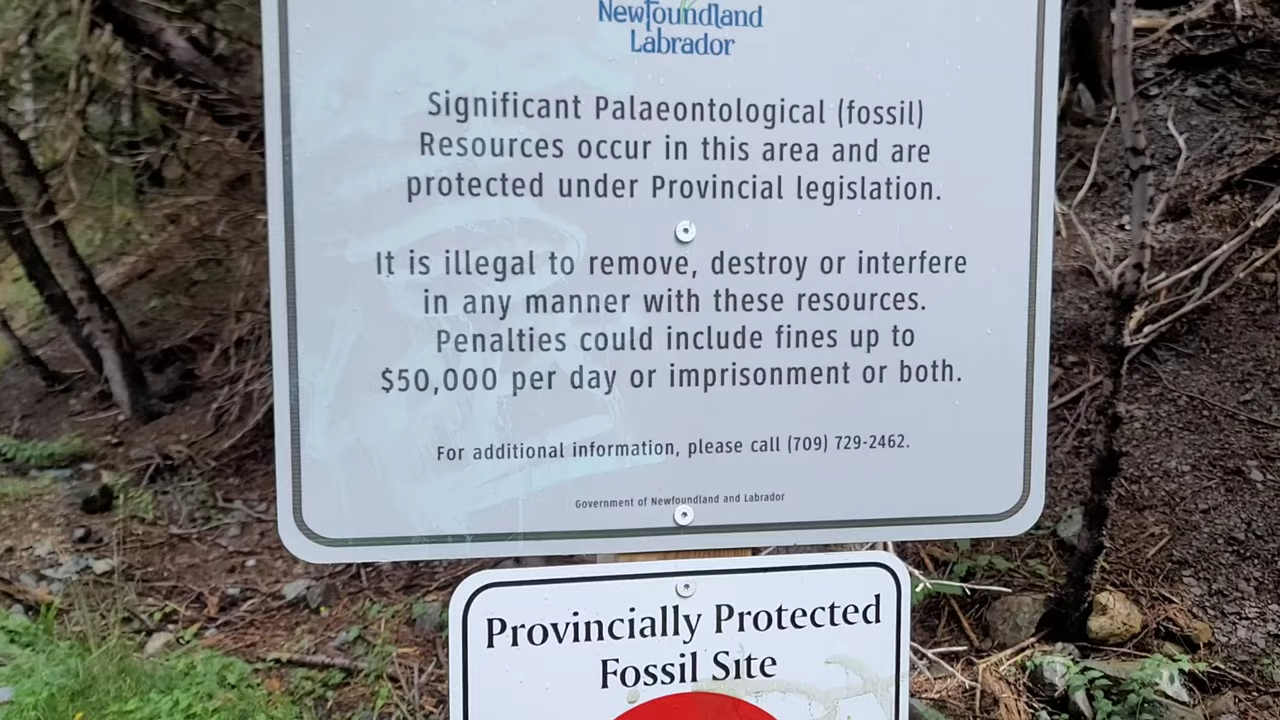 Newfoundland
Labrador
Significant Palaeontological (fossil)
Resources occur in this area and are
protected under Provincial legislation.
It is illegal to remove, destroy or interfere
in any manner with these resources.
Penalties could include fines up to
$50,000 per day or imprisonment or both.
For additional information, please call (709) 729-2462.
Government of Newfoundland and Labrador
Provincially Protected
Fossil Site